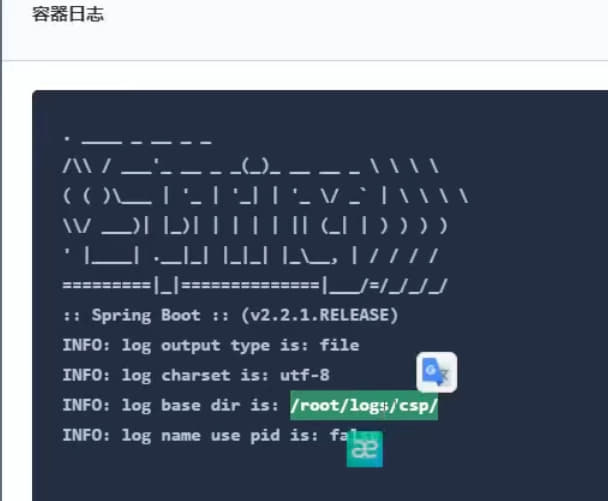 容器日志
. ____ _ __ _ _
/\\ / ___'_ __ _ _(_)_ __ __ _ \ \ \ \
( ( )\___ | '_ | '_| | '_ \/ _` | \ \ \ \
\\/ ___)| |_)| | | | | || (_| | ) ) ) )
' |____| .__|_| |_|_| |_\__, | / / / /
=========|_|==============|___/=/_/_/_/
:: Spring Boot :: (v2.2.1.RELEASE)
INFO: log output type is: file
INFO: log charset is: utf-8
INFO: log base dir is: /root/logs/csp/
INFO: log name use pid is: